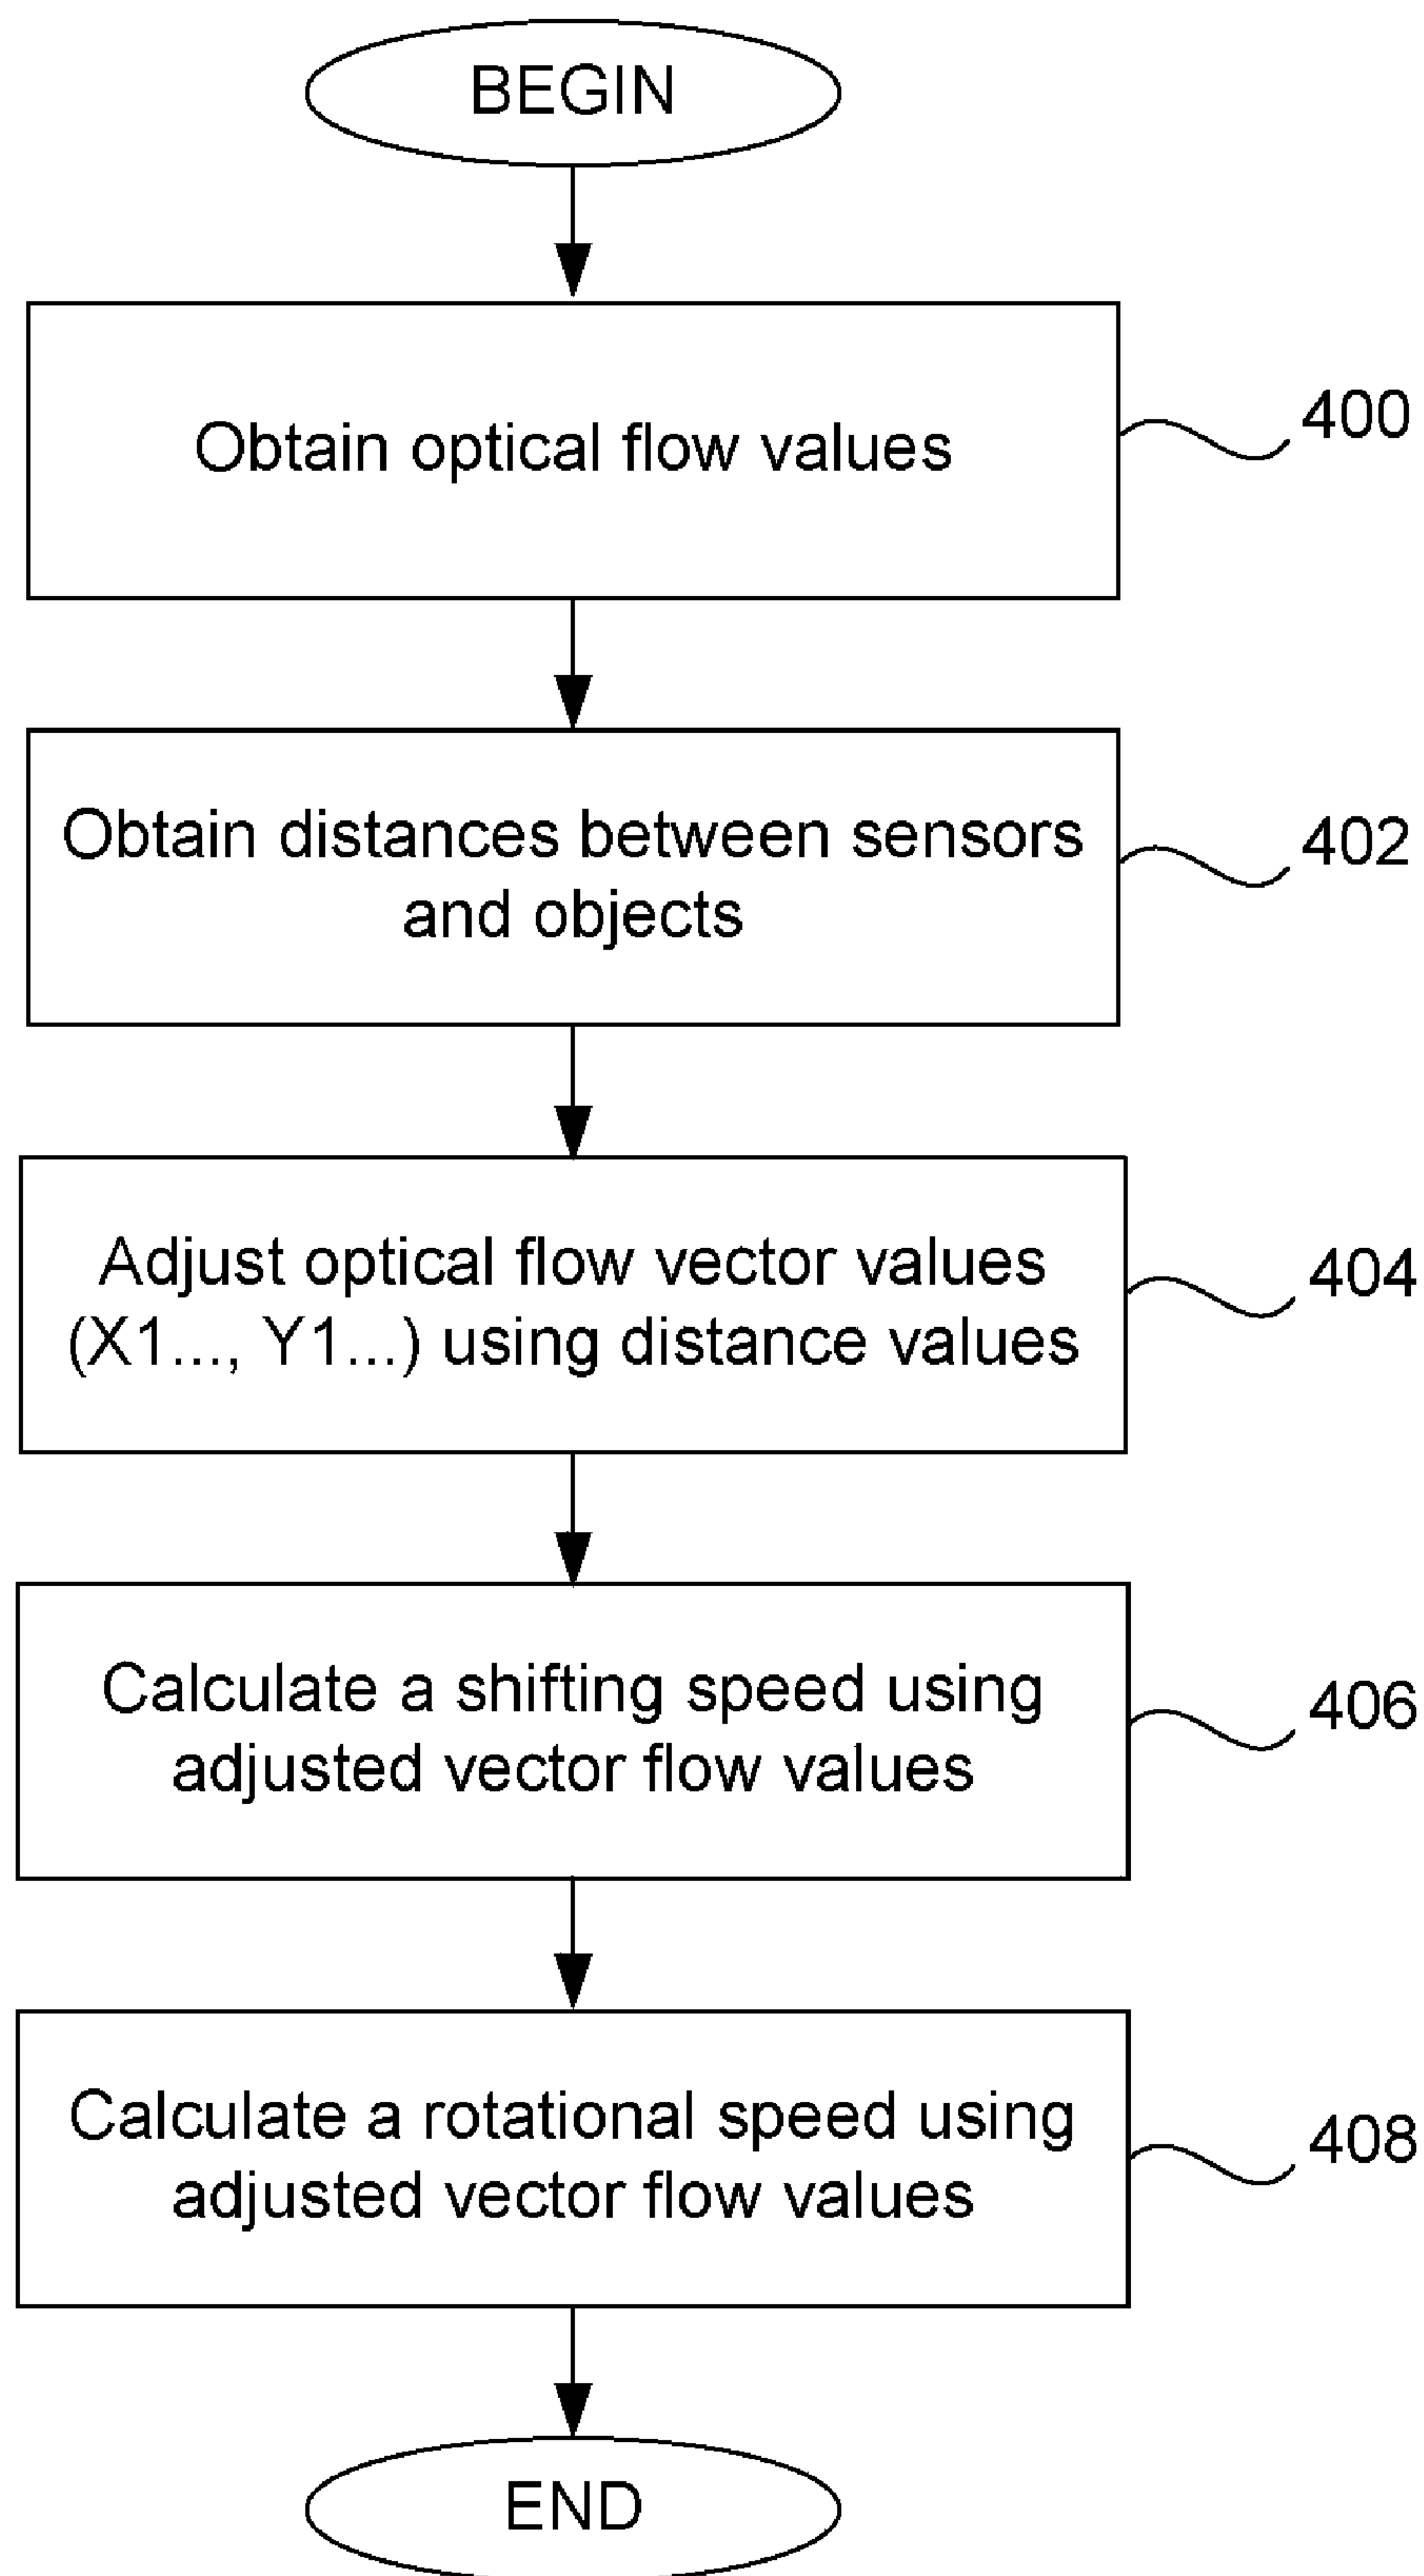 BEGIN
Obtain optical flow values
400
Obtain distances between sensors
and objects
402
Adjust optical flow vector values
(X1..., Y1...) using distance values
404
Calculate a shifting speed using
adjusted vector flow values
406
Calculate a rotational speed using
adjusted vector flow values
408
END